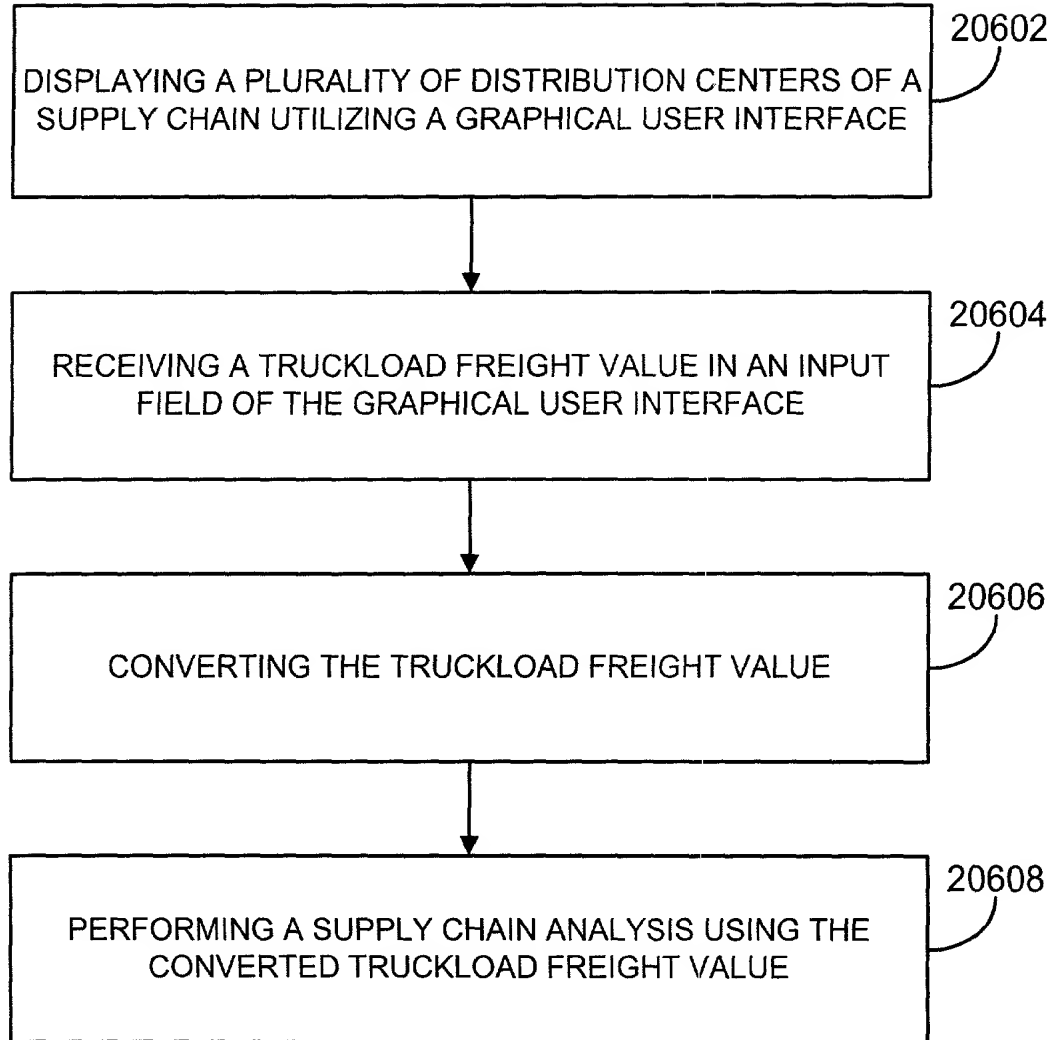 20602
DISPLAYING A PLURALITY OF DISTRIBUTION CENTERS OF A
SUPPLY CHAIN UTILIZING A GRAPHICAL USER INTERFACE
20604
RECEIVING A TRUCKLOAD FREIGHT VALUE IN AN INPUT
FIELD OF THE GRAPHICAL USER INTERFACE
20606
CONVERTING THE TRUCKLOAD FREIGHT VALUE
20608
PERFORMING A SUPPLY CHAIN ANALYSIS USING THE
CONVERTED TRUCKLOAD FREIGHT VALUE